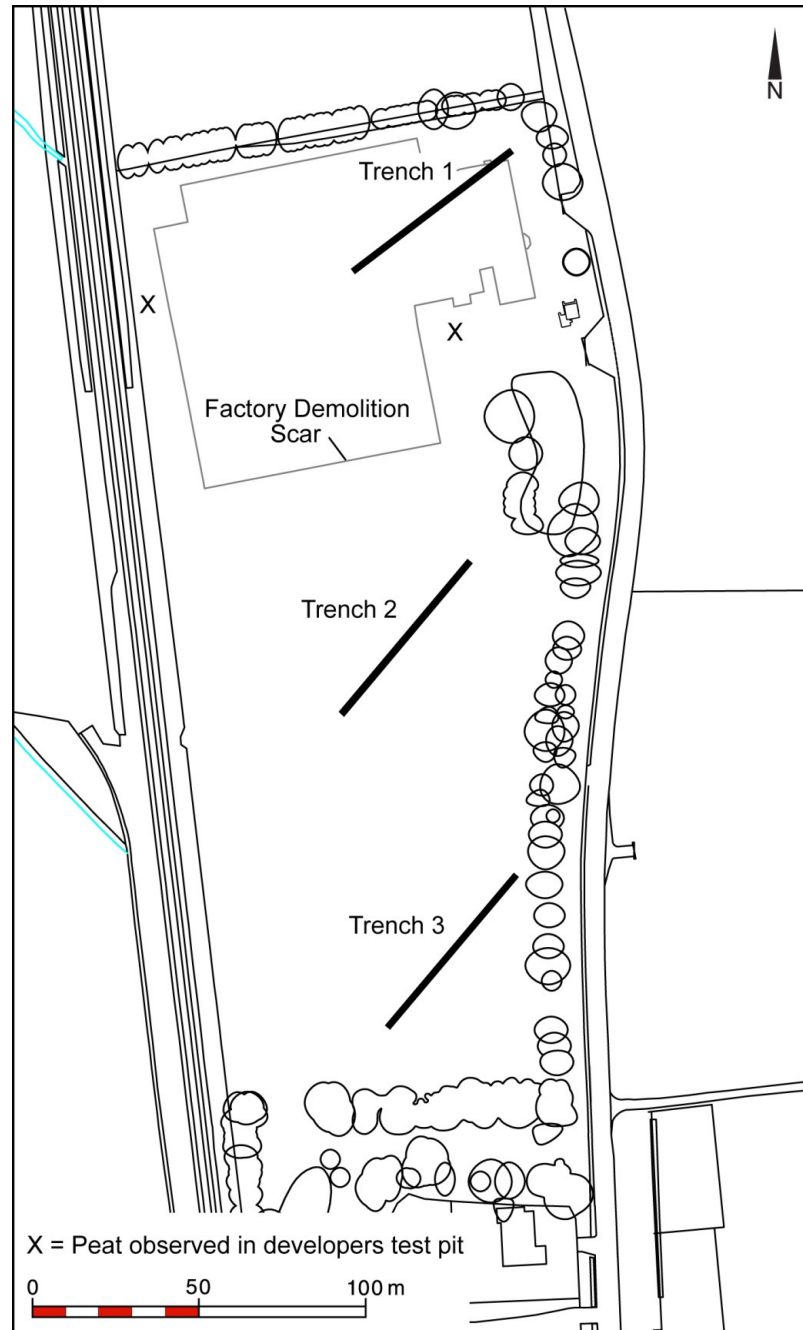 N
Trench 1
X
X
Factory Demolition
Scar
Trench 2
Trench 3
X = Peat observed in developers test pit
0 50 100 m